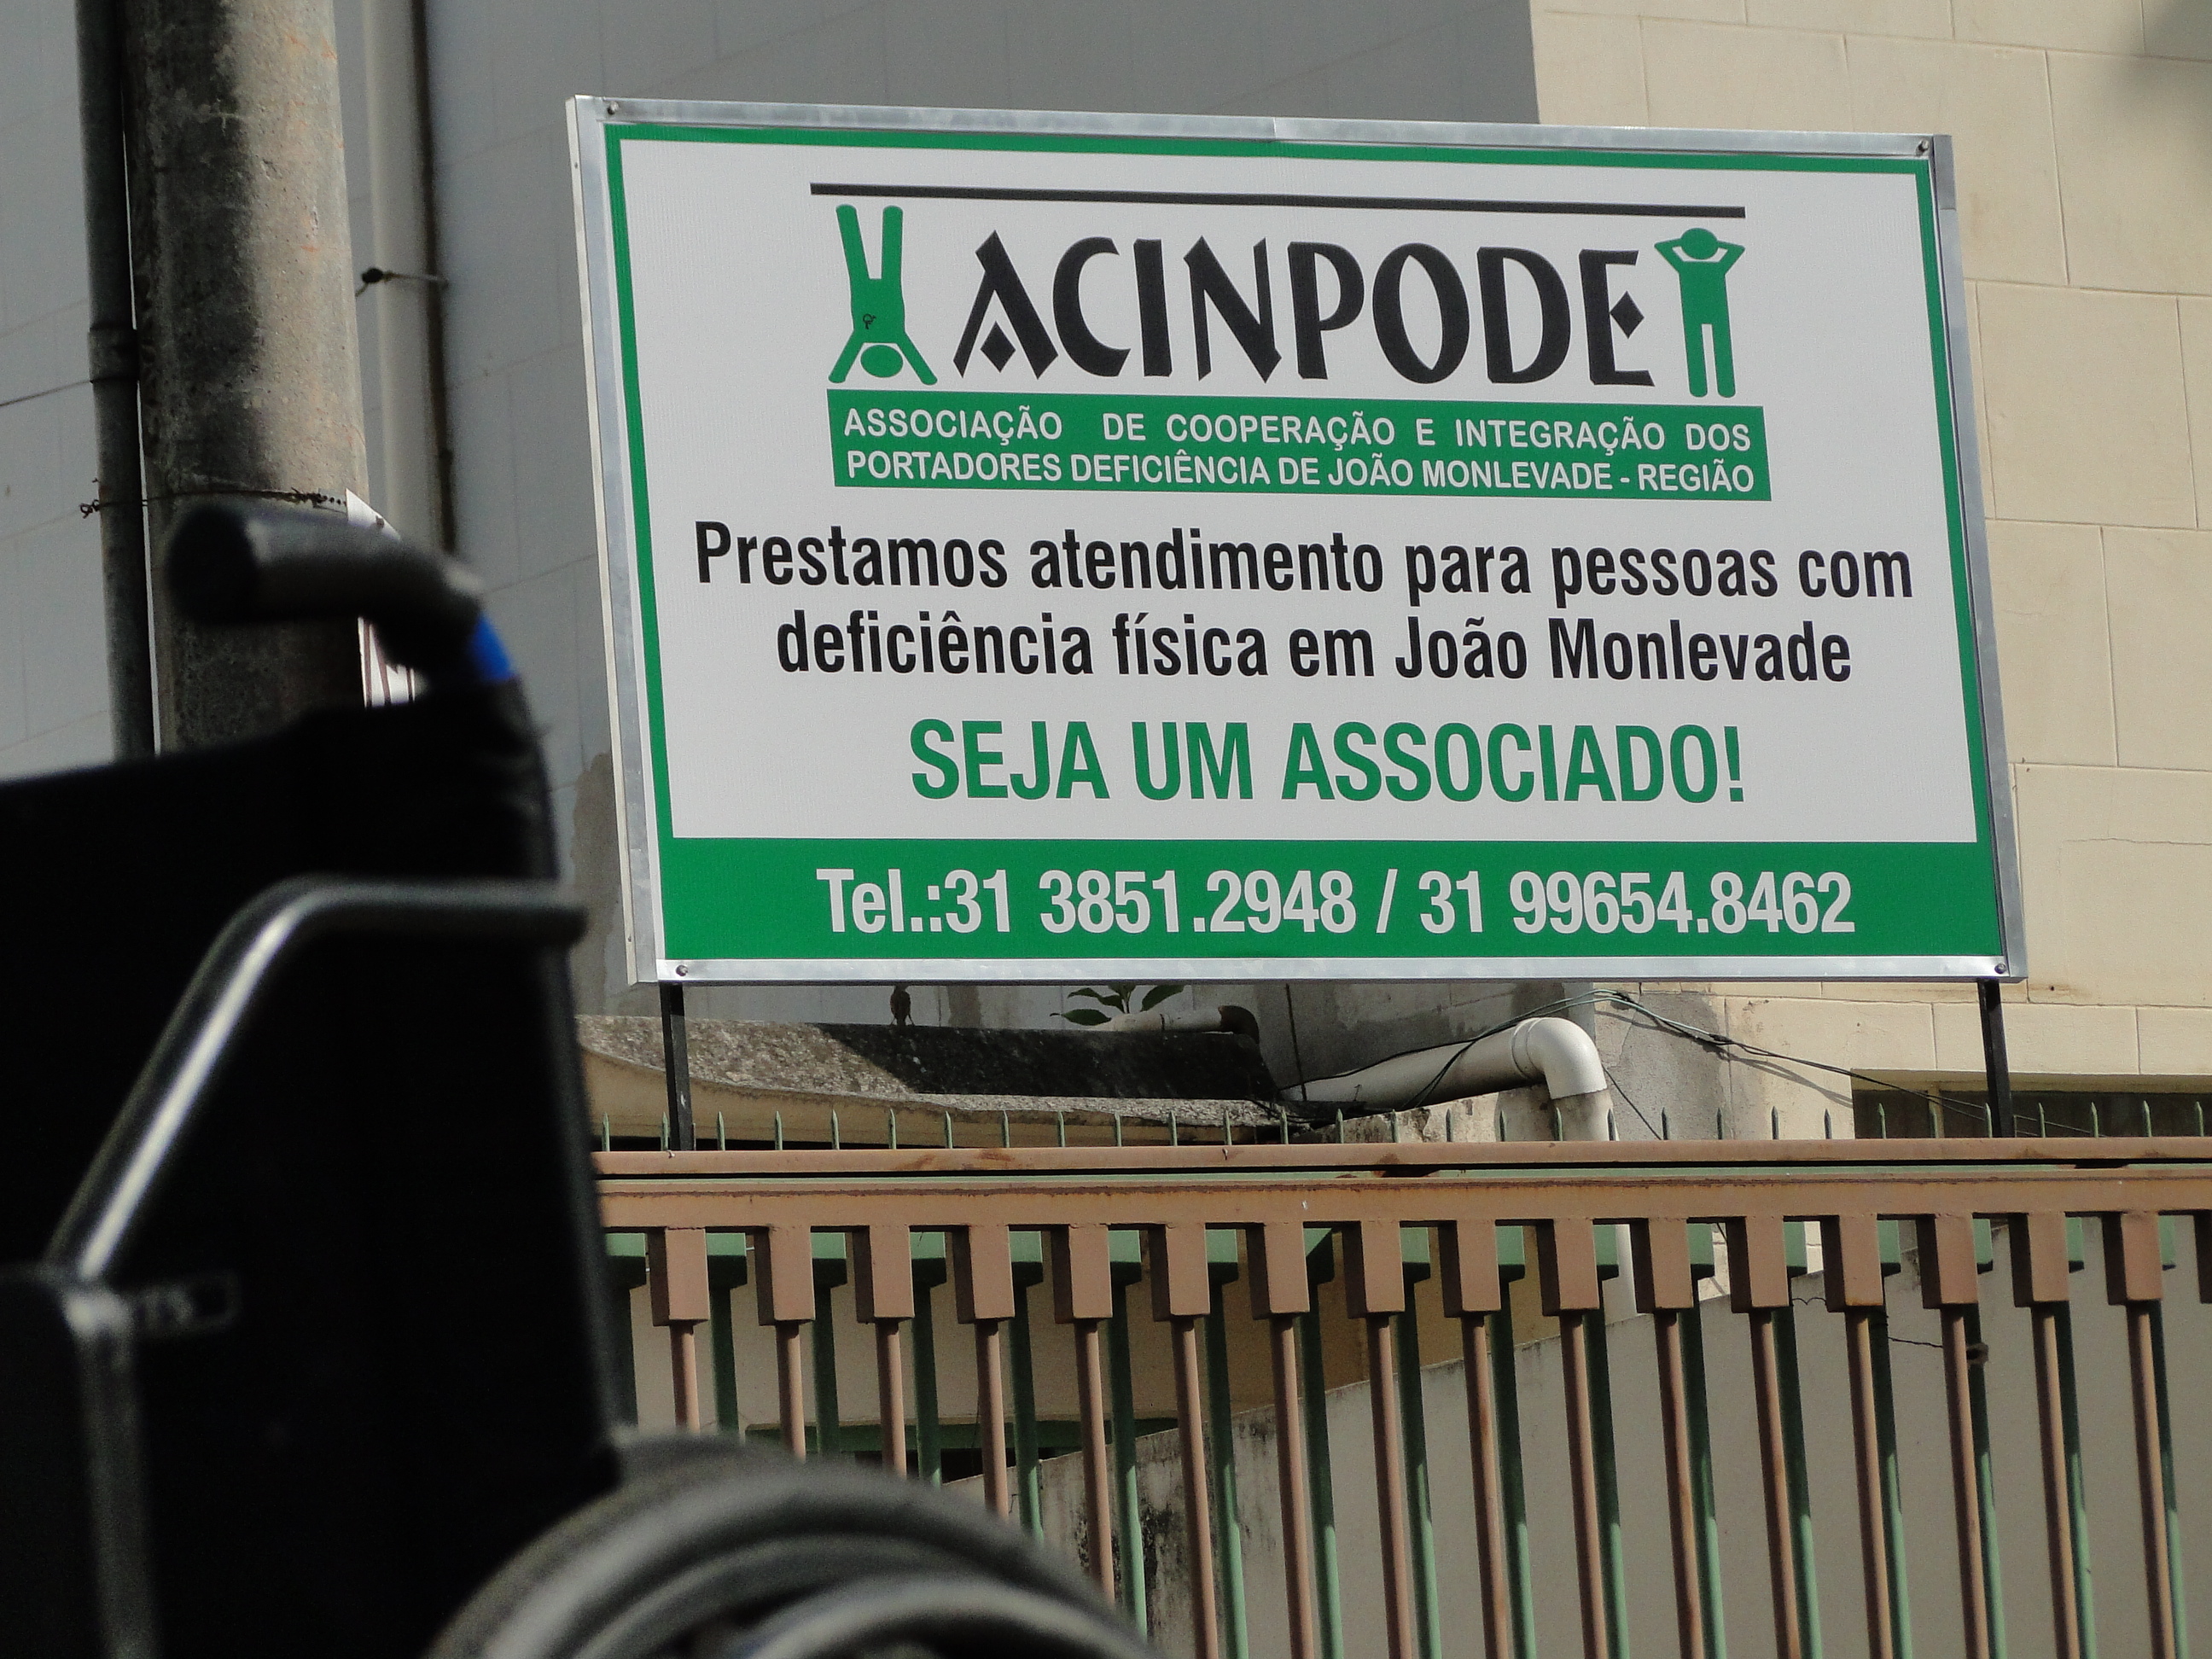 ACINPODE
ASSOCIAÇÃO DE COOPERAÇÃO E INTEGRAÇÃO DOS
PORTADORES DEFICIÊNCIA DE JOÃO MONLEVADE - REGIÃO
Prestamos atendimento para pessoas com
deficiência física em João Monlevade
SEJA UM ASSOCIADO!
Tel.:31 3851.2948 / 31 99654.8462